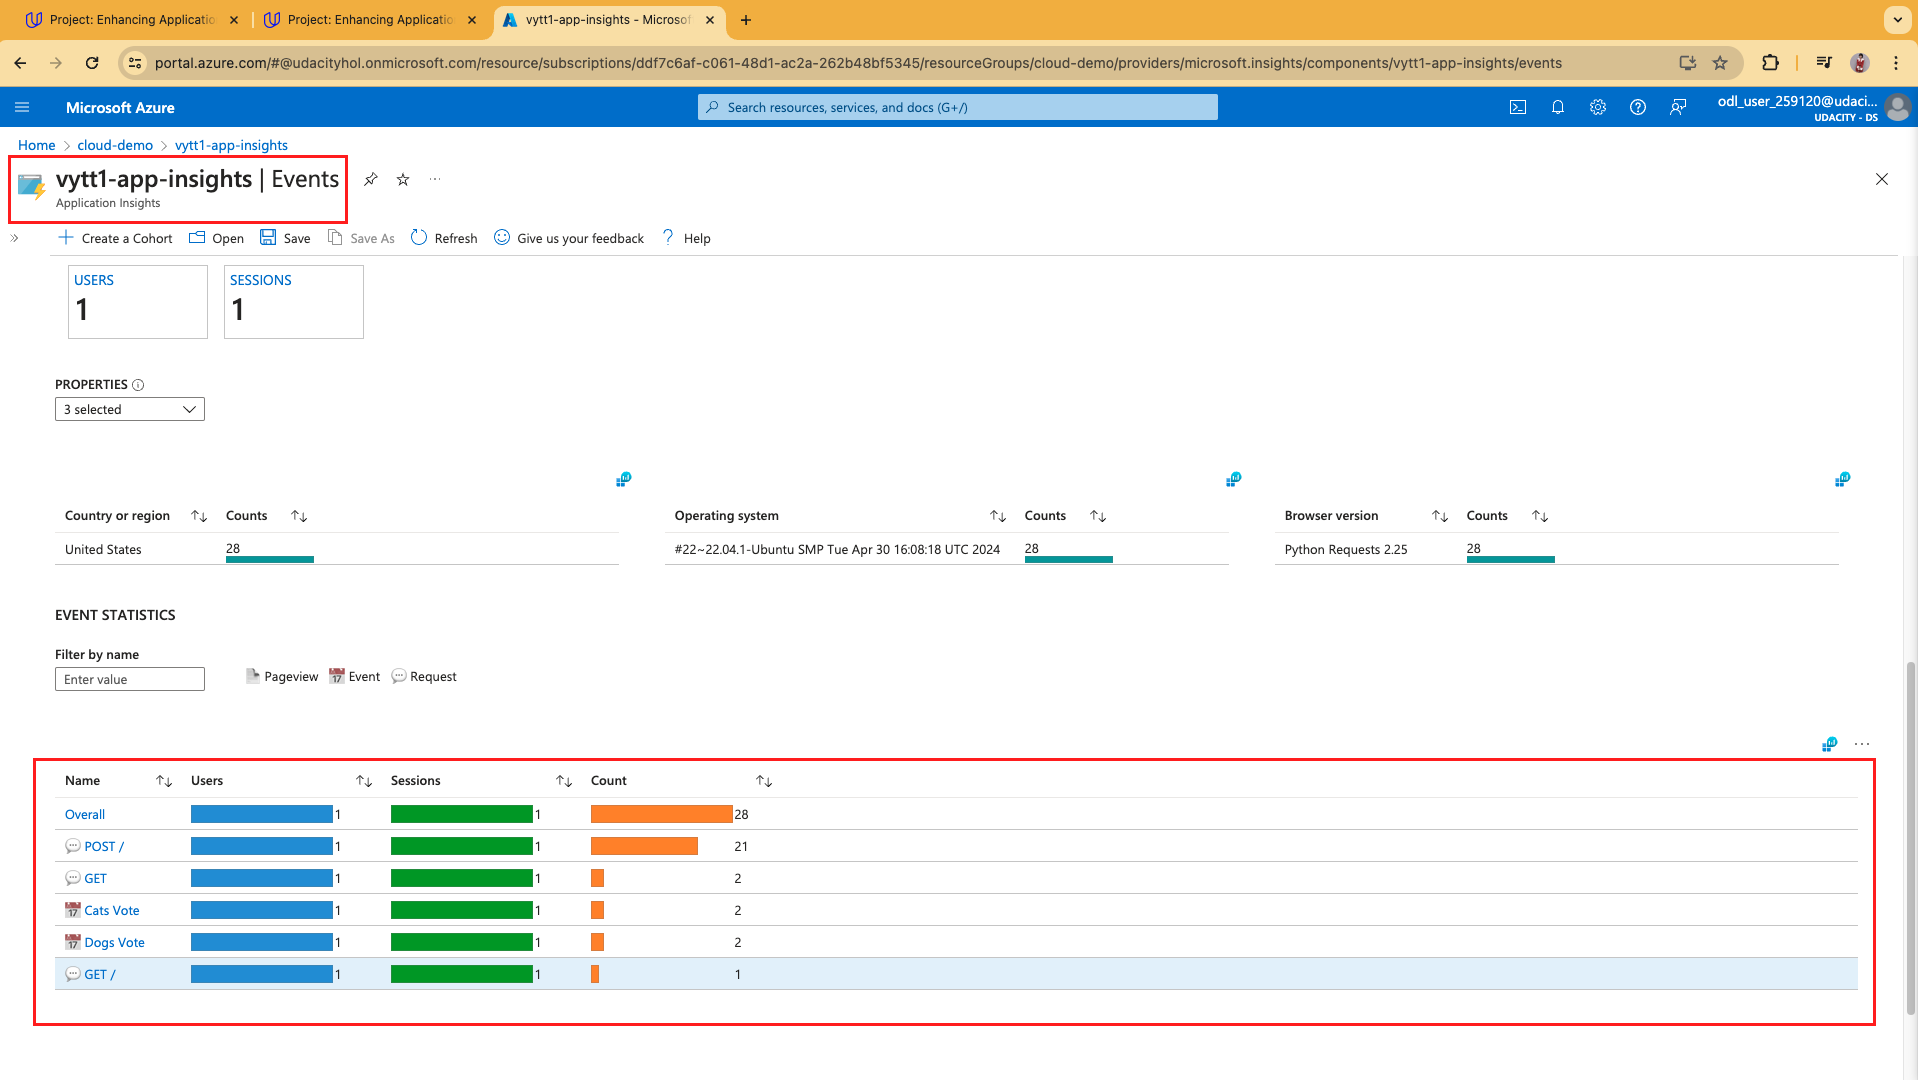 Project: Enhancing Applicatio
Project: Enhancing Applicatio
vytt1-app-insights - Microsof
portal.azure.com/#@udacityhol.onmicrosoft.com/resource/subscriptions/ddf7c6af-c061-48d1-ac2a-262b48bf5345/resourceGroups/cloud-demo/providers/microsoft.insights/components/vytt1-app-insights/events
Microsoft Azure
Search resources, services, and docs (G+/)
odl_user_259120@udaci...
UDACITY - DS
Home > cloud-demo > vytt1-app-insights
vytt1-app-insights | Events
Application Insights
Create a Cohort Open Save Save As Refresh Give us your feedback Help
USERS SESSIONS
1 1
PROPERTIES
3 selected
Country or region Counts Operating system Counts Browser version Counts
United States 28 #22~22.04.1-Ubuntu SMP Tue Apr 30 16:08:18 UTC 2024 28 Python Requests 2.25 28
EVENT STATISTICS
Filter by name
Enter value Pageview Event Request
Name Users Sessions Count
Overall 1 1 28
POST / 1 1 21
GET 1 1 2
Cats Vote 1 1 2
Dogs Vote 1 1 2
GET / 1 1 1